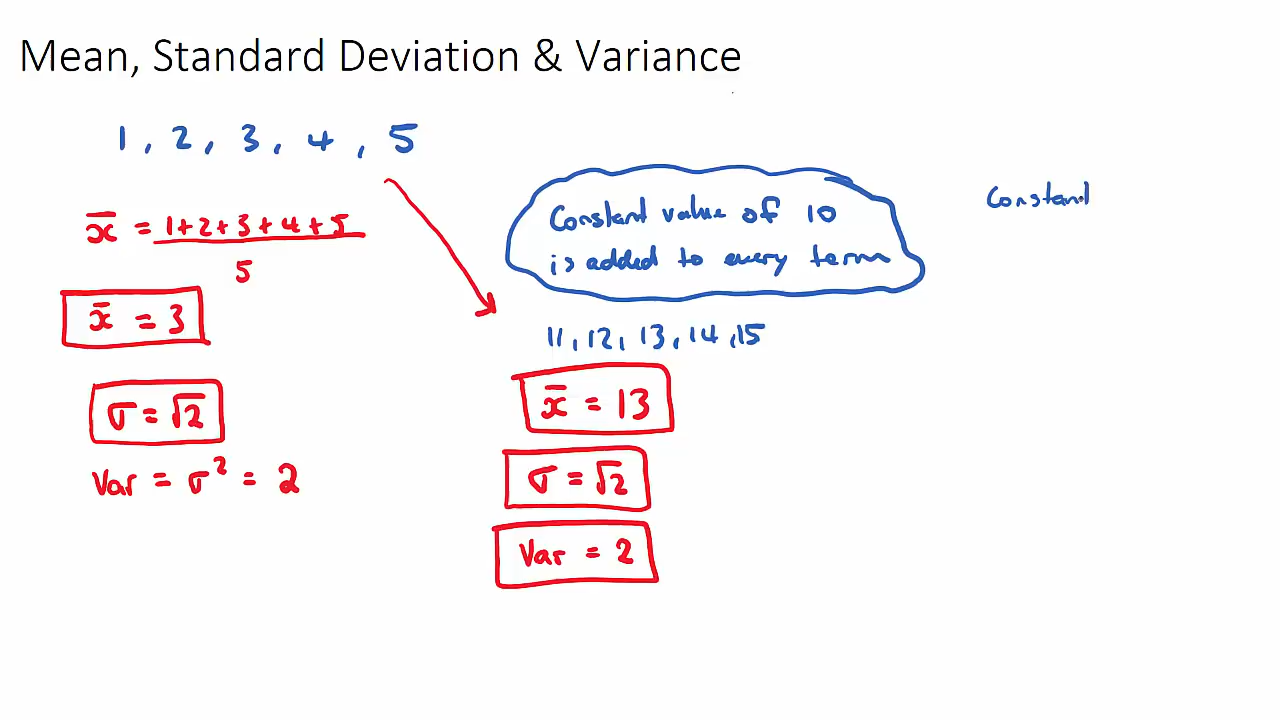 Mean, Standard Deviation & Variance
1, 2, 3, 4, 5
x̄ = 1+2+3+4+5
5
x̄ = 3
σ = √2
Var = σ² = 2
Constant value of 10
is added to every term
11, 12, 13, 14, 15
x̄ = 13
σ = √2
Var = 2
Constant